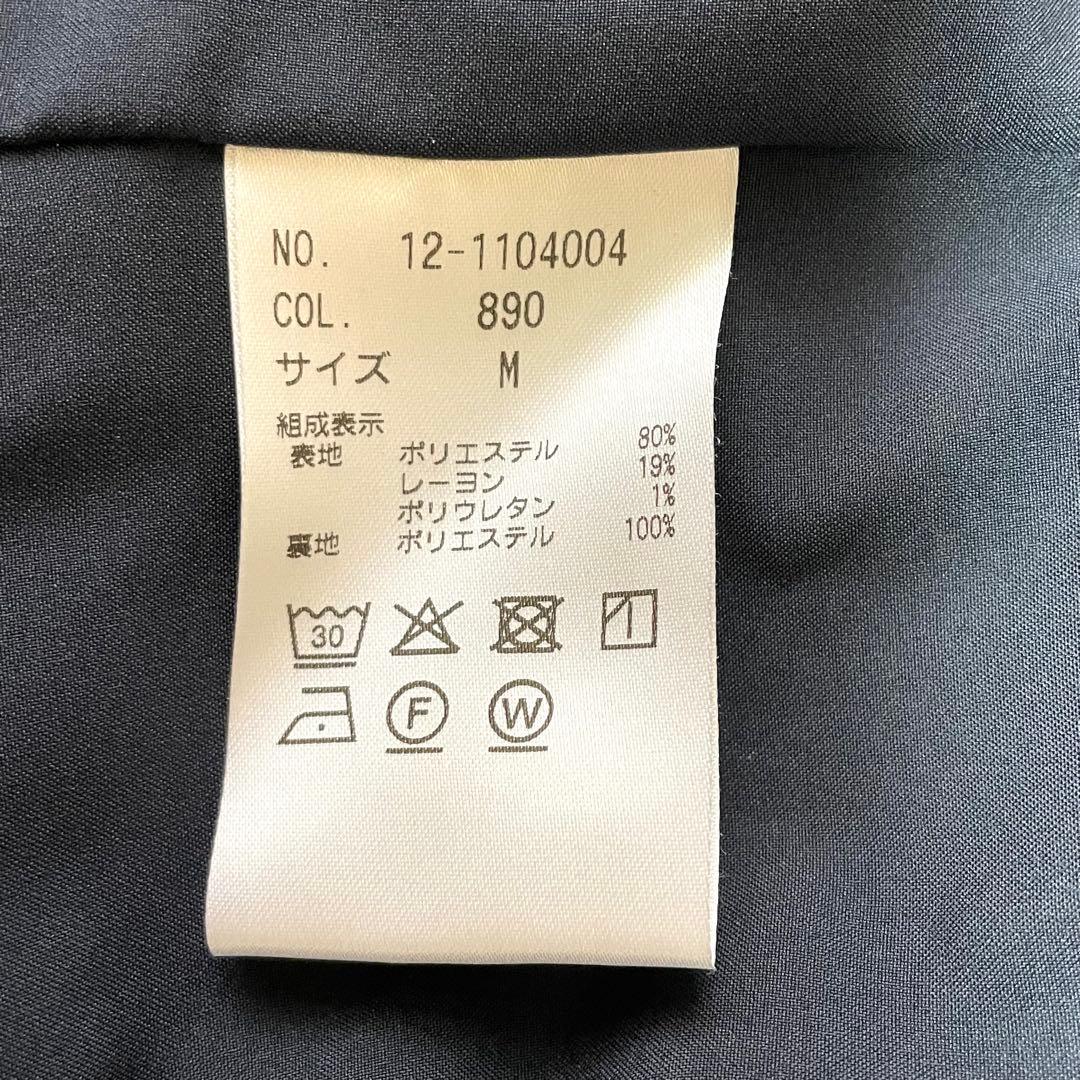 NO. 12-1104004
COL. 890
サイズ M
組成表示
表地 ポリエステル 80%
レーヨン 19%
ポリウレタン 1%
裏地 ポリエステル 100%
30
F W